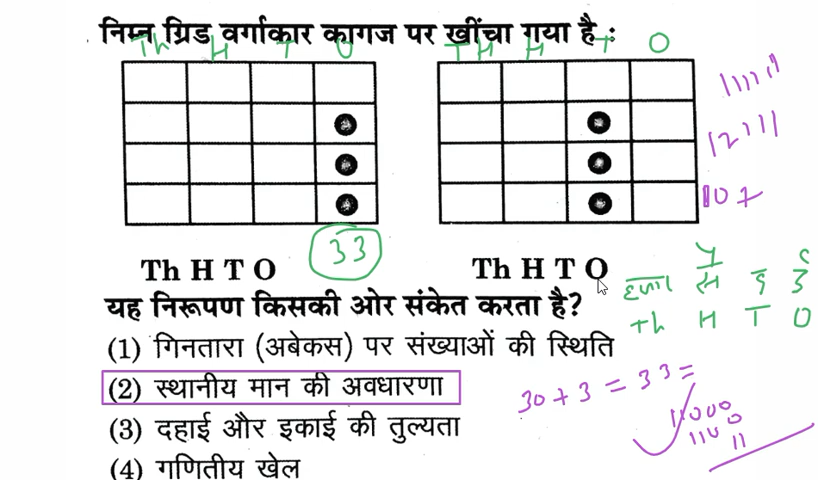 निम्न ग्रिड वर्गाकार कागज पर खींचा गया है :
Th H T O TH H T O
33
Th H T O Th H T O
यह निरूपण किसकी ओर संकेत करता है?
Th H T O
(1) गिनतारा (अबेकस) पर संख्याओं की स्थिति
(2) स्थानीय मान की अवधारणा
30 + 3 = 33 =
(3) दहाई और इकाई की तुल्यता
(4) गणितीय खेल